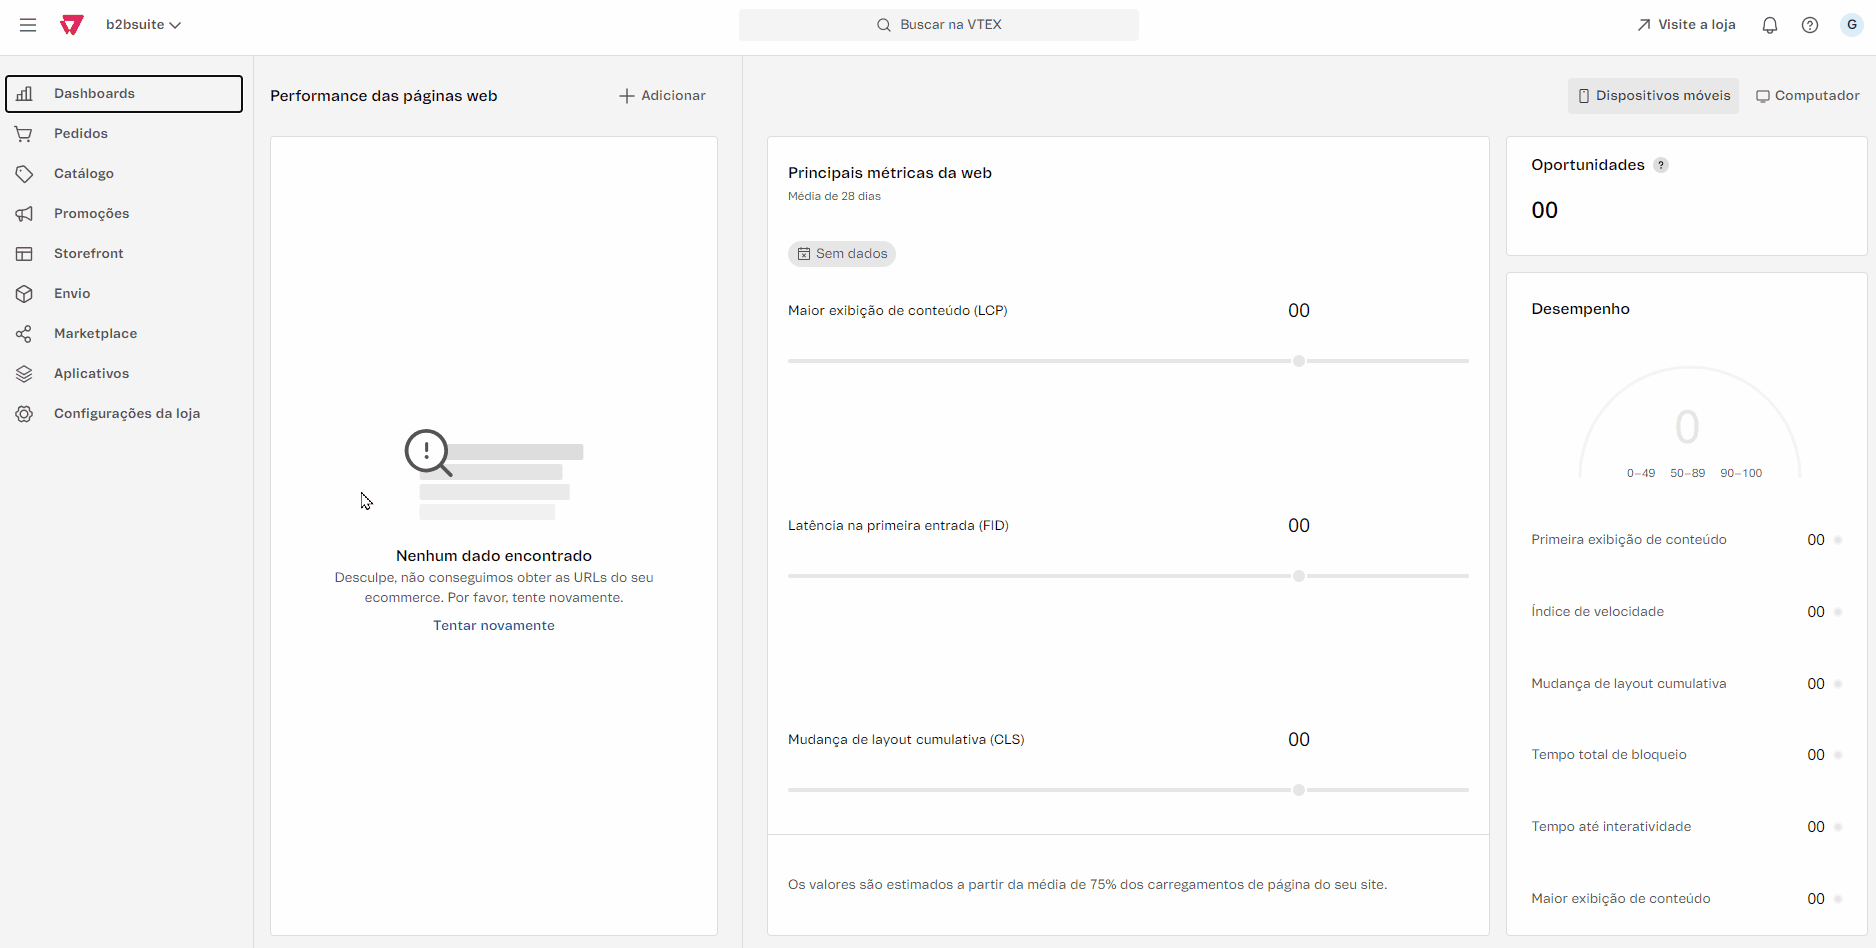 b2bsuite
Buscar na VTEX
Visite a loja
G
Dashboards
Pedidos
Catálogo
Promoções
Storefront
Envio
Marketplace
Aplicativos
Configurações da loja
Performance das páginas web
Adicionar
Nenhum dado encontrado
Desculpe, não conseguimos obter as URLs do seu
ecommerce. Por favor, tente novamente.
Tentar novamente
Dispositivos móveis
Computador
Principais métricas da web
Média de 28 dias
Sem dados
Maior exibição de conteúdo (LCP) 00
Latência na primeira entrada (FID) 00
Mudança de layout cumulativa (CLS) 00
Os valores são estimados a partir da média de 75% dos carregamentos de página do seu site.
Oportunidades ?
00
Desempenho
0
0–49 50–89 90–100
Primeira exibição de conteúdo 00
Índice de velocidade 00
Mudança de layout cumulativa 00
Tempo total de bloqueio 00
Tempo até interatividade 00
Maior exibição de conteúdo 00